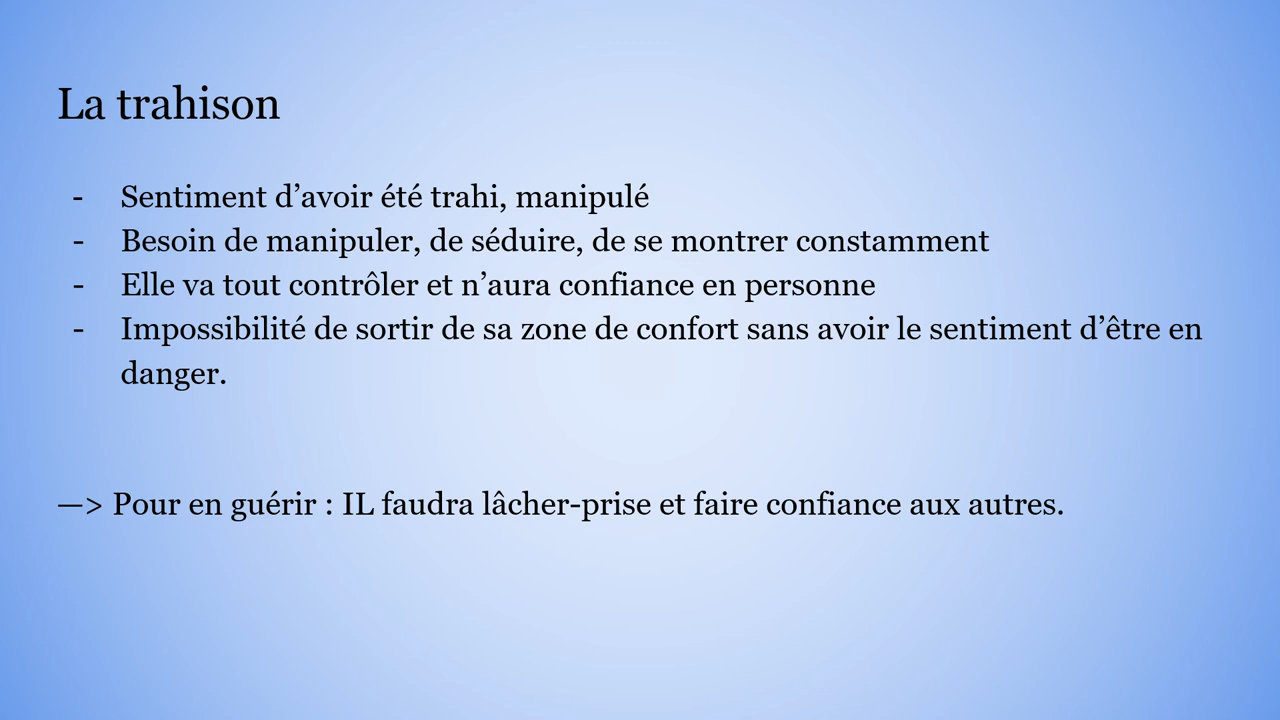 La trahison
- Sentiment d’avoir été trahi, manipulé
- Besoin de manipuler, de séduire, de se montrer constamment
- Elle va tout contrôler et n’aura confiance en personne
- Impossibilité de sortir de sa zone de confort sans avoir le sentiment d’être en
danger.
—> Pour en guérir : IL faudra lâcher-prise et faire confiance aux autres.